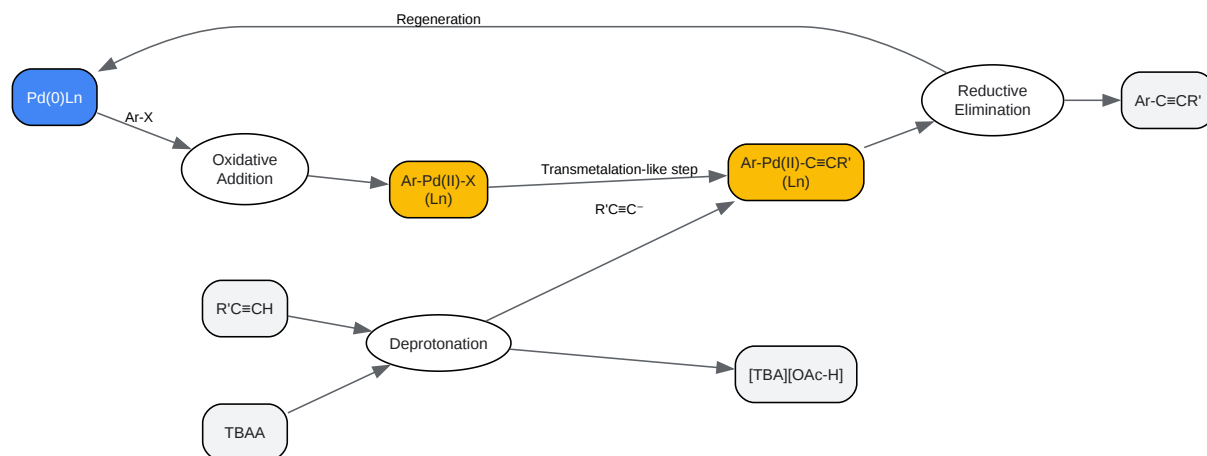 Regeneration
Pd(0)Ln
Ar-X
Oxidative
Addition
Ar-Pd(II)-X
(Ln)
Transmetalation-like step
R'C≡C⁻
Ar-Pd(II)-C≡CR'
(Ln)
Reductive
Elimination
Ar-C≡CR'
R'C≡CH
Deprotonation
TBAA
[TBA][OAc-H]